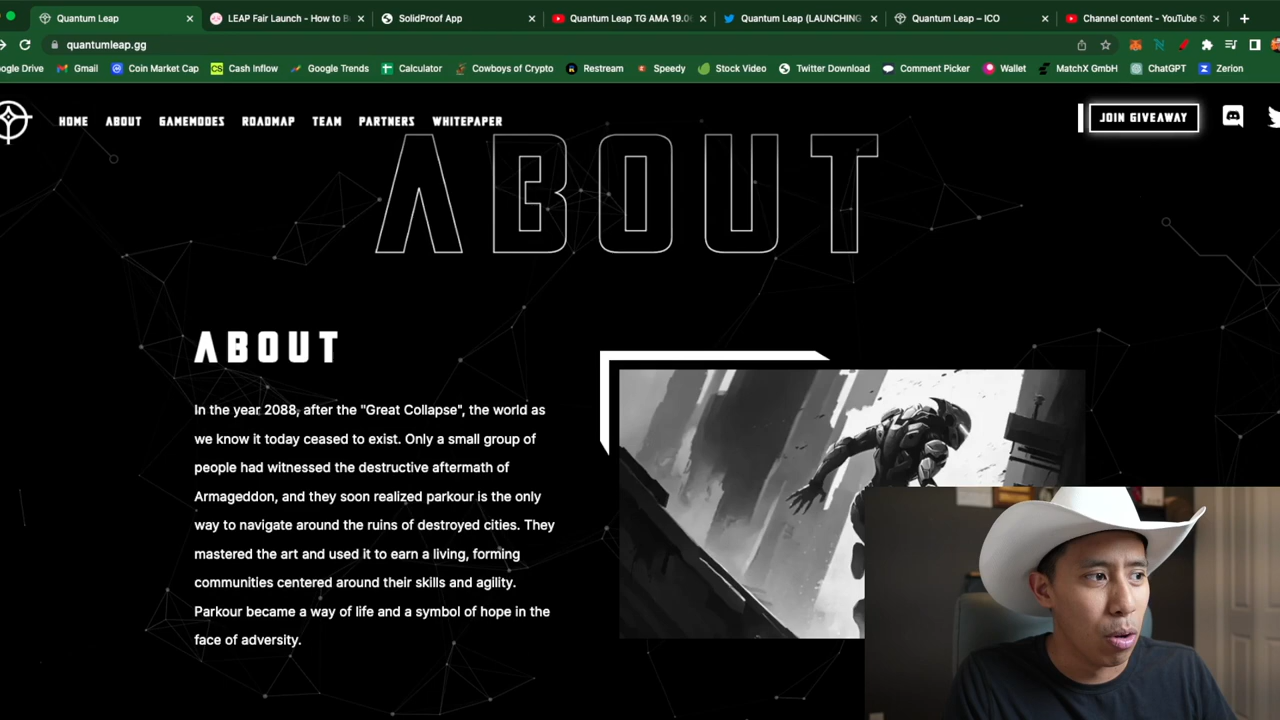 Quantum Leap
LEAP Fair Launch - How to B
SolidProof App
Quantum Leap TG AMA 19.0
Quantum Leap (LAUNCHING
Quantum Leap – ICO
Channel content - YouTube S
quantumleap.gg
ogle Drive
Gmail
Coin Market Cap
CS
Cash Inflow
Google Trends
Calculator
Cowboys of Crypto
Restream
Speedy
Stock Video
Twitter Download
Comment Picker
Wallet
MatchX GmbH
ChatGPT
Zerion
HOME
ABOUT
GAMEMODES
ROADMAP
TEAM
PARTNERS
WHITEPAPER
JOIN GIVEAWAY
ABOUT
ABOUT
In the year 2088, after the "Great Collapse", the world as
we know it today ceased to exist. Only a small group of
people had witnessed the destructive aftermath of
Armageddon, and they soon realized parkour is the only
way to navigate around the ruins of destroyed cities. They
mastered the art and used it to earn a living, forming
communities centered around their skills and agility.
Parkour became a way of life and a symbol of hope in the
face of adversity.